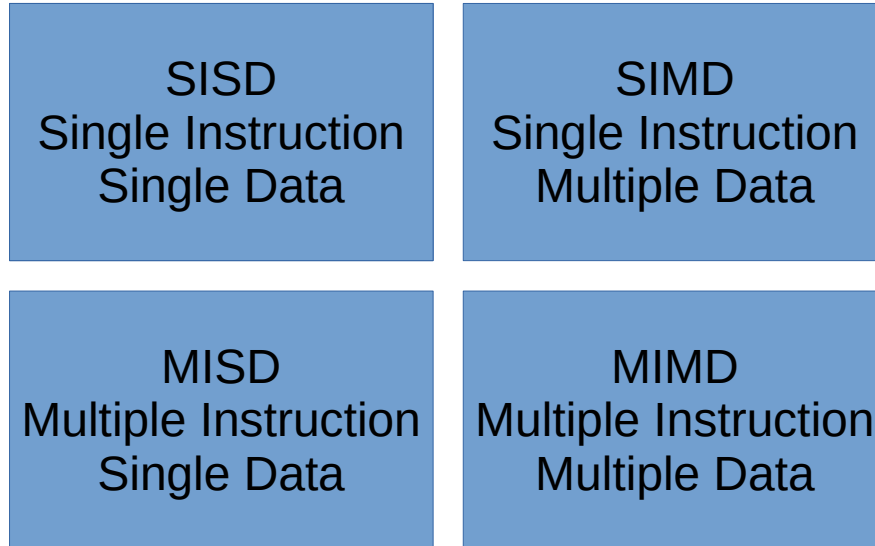 SISD
Single Instruction
Single Data
SIMD
Single Instruction
Multiple Data
MISD
Multiple Instruction
Single Data
MIMD
Multiple Instruction
Multiple Data